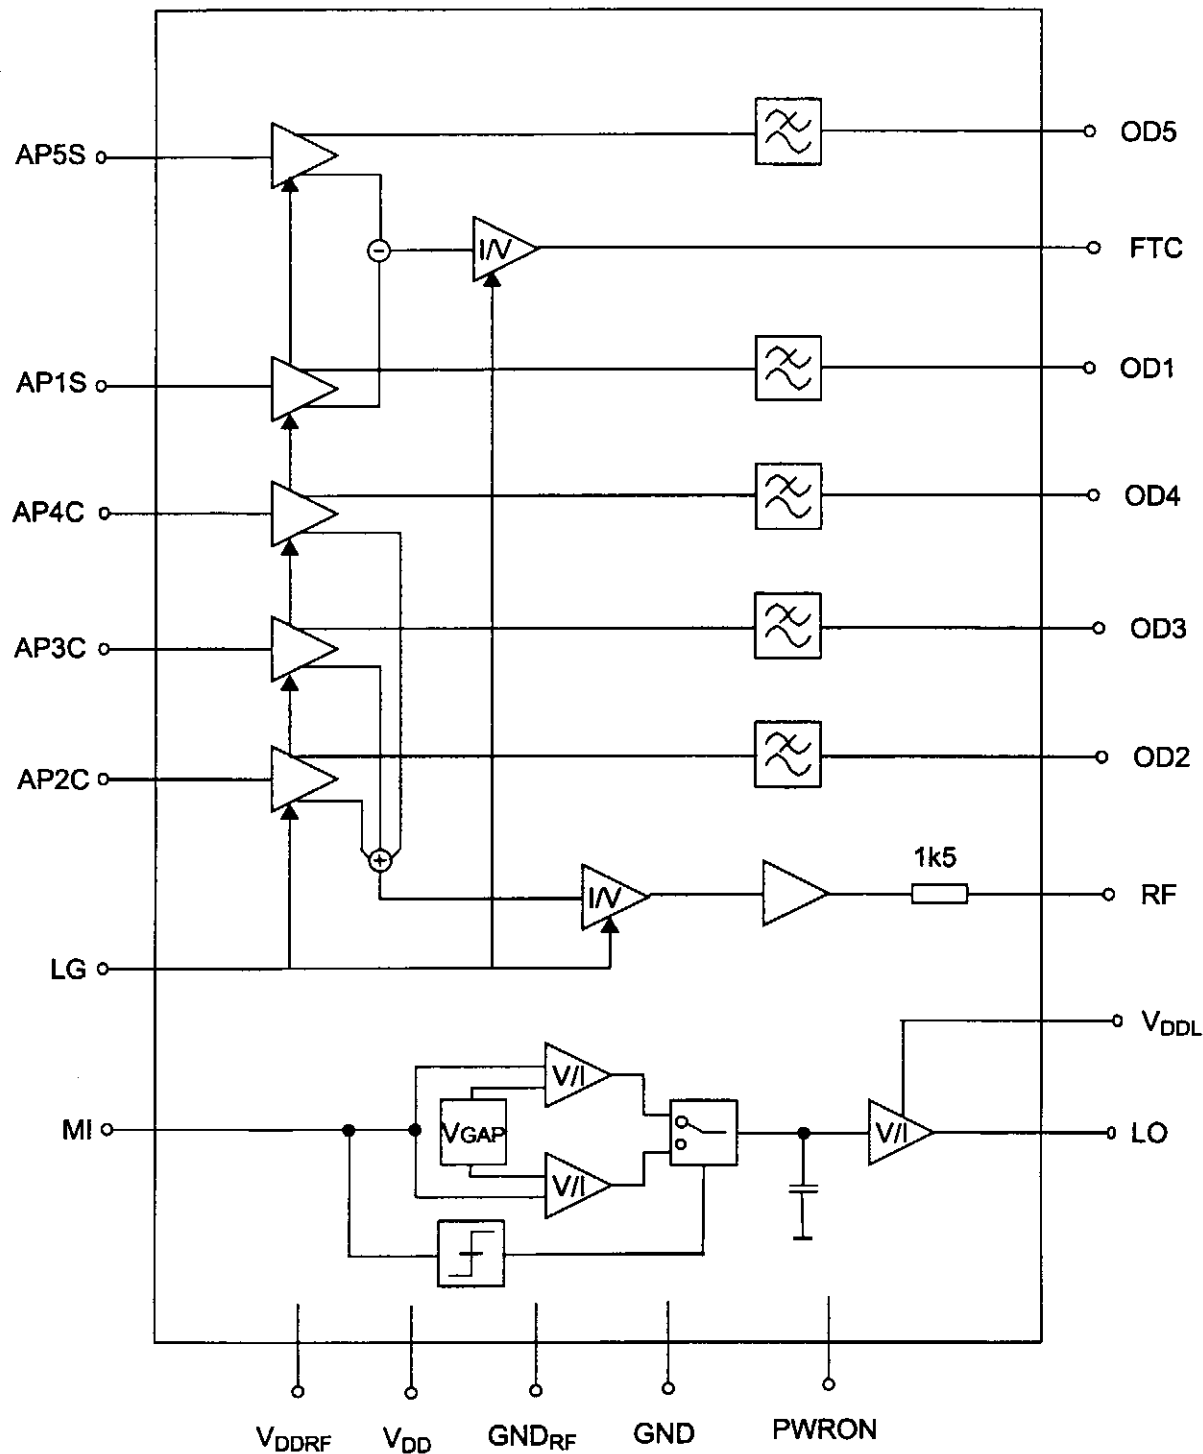 AP5S
OD5
I/V
FTC
AP1S
OD1
AP4C
OD4
AP3C
OD3
AP2C
OD2
1k5
I/V
RF
LG
VDDL
V/I
MI
VGAP
V/I
LO
V/I
VDDRF
VDD
GNDRF
GND
PWRON